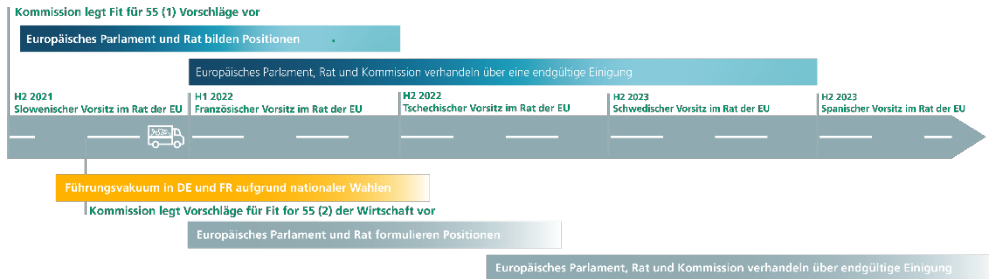 Kommission legt Fit für 55 (1) Vorschläge vor
Europäisches Parlament und Rat bilden Positionen
Europäisches Parlament, Rat und Kommission verhandeln über eine endgültige Einigung
H2 2021
Slowenischer Vorsitz im Rat der EU
H1 2022
Französischer Vorsitz im Rat der EU
H2 2022
Tschechischer Vorsitz im Rat der EU
H2 2023
Schwedischer Vorsitz im Rat der EU
H2 2023
Spanischer Vorsitz im Rat der EU
Führungsvakuum in DE und FR aufgrund nationaler Wahlen
Kommission legt Vorschläge für Fit for 55 (2) der Wirtschaft vor
Europäisches Parlament und Rat formulieren Positionen
Europäisches Parlament, Rat und Kommission verhandeln über endgültige Einigung